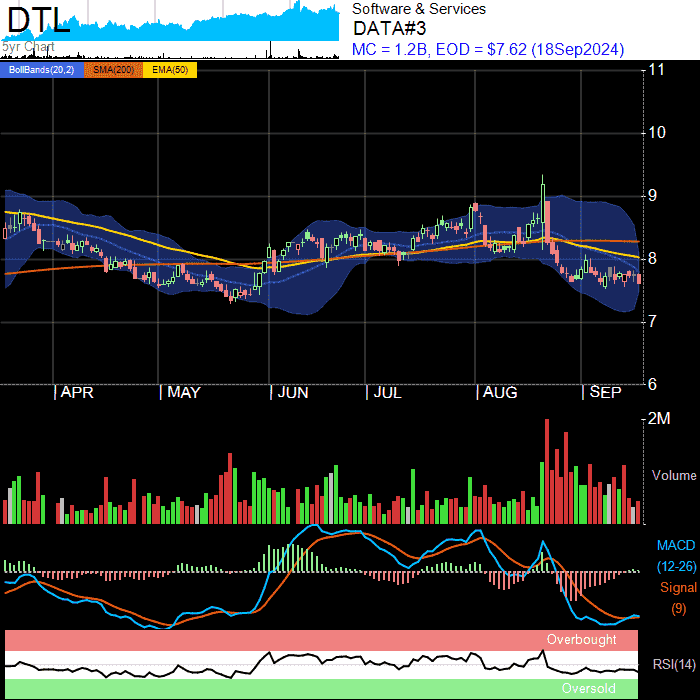 DTL
5yr Chart
Software & Services
DATA#3
MC = 1.2B, EOD = $7.62 (18Sep2024)
BollBands(20,2) SMA(200) EMA(50)
11
10
9
8
7
6
APR MAY JUN JUL AUG SEP
2M
Volume
MACD
(12-26)
Signal
(9)
Overbought
RSI(14)
Oversold